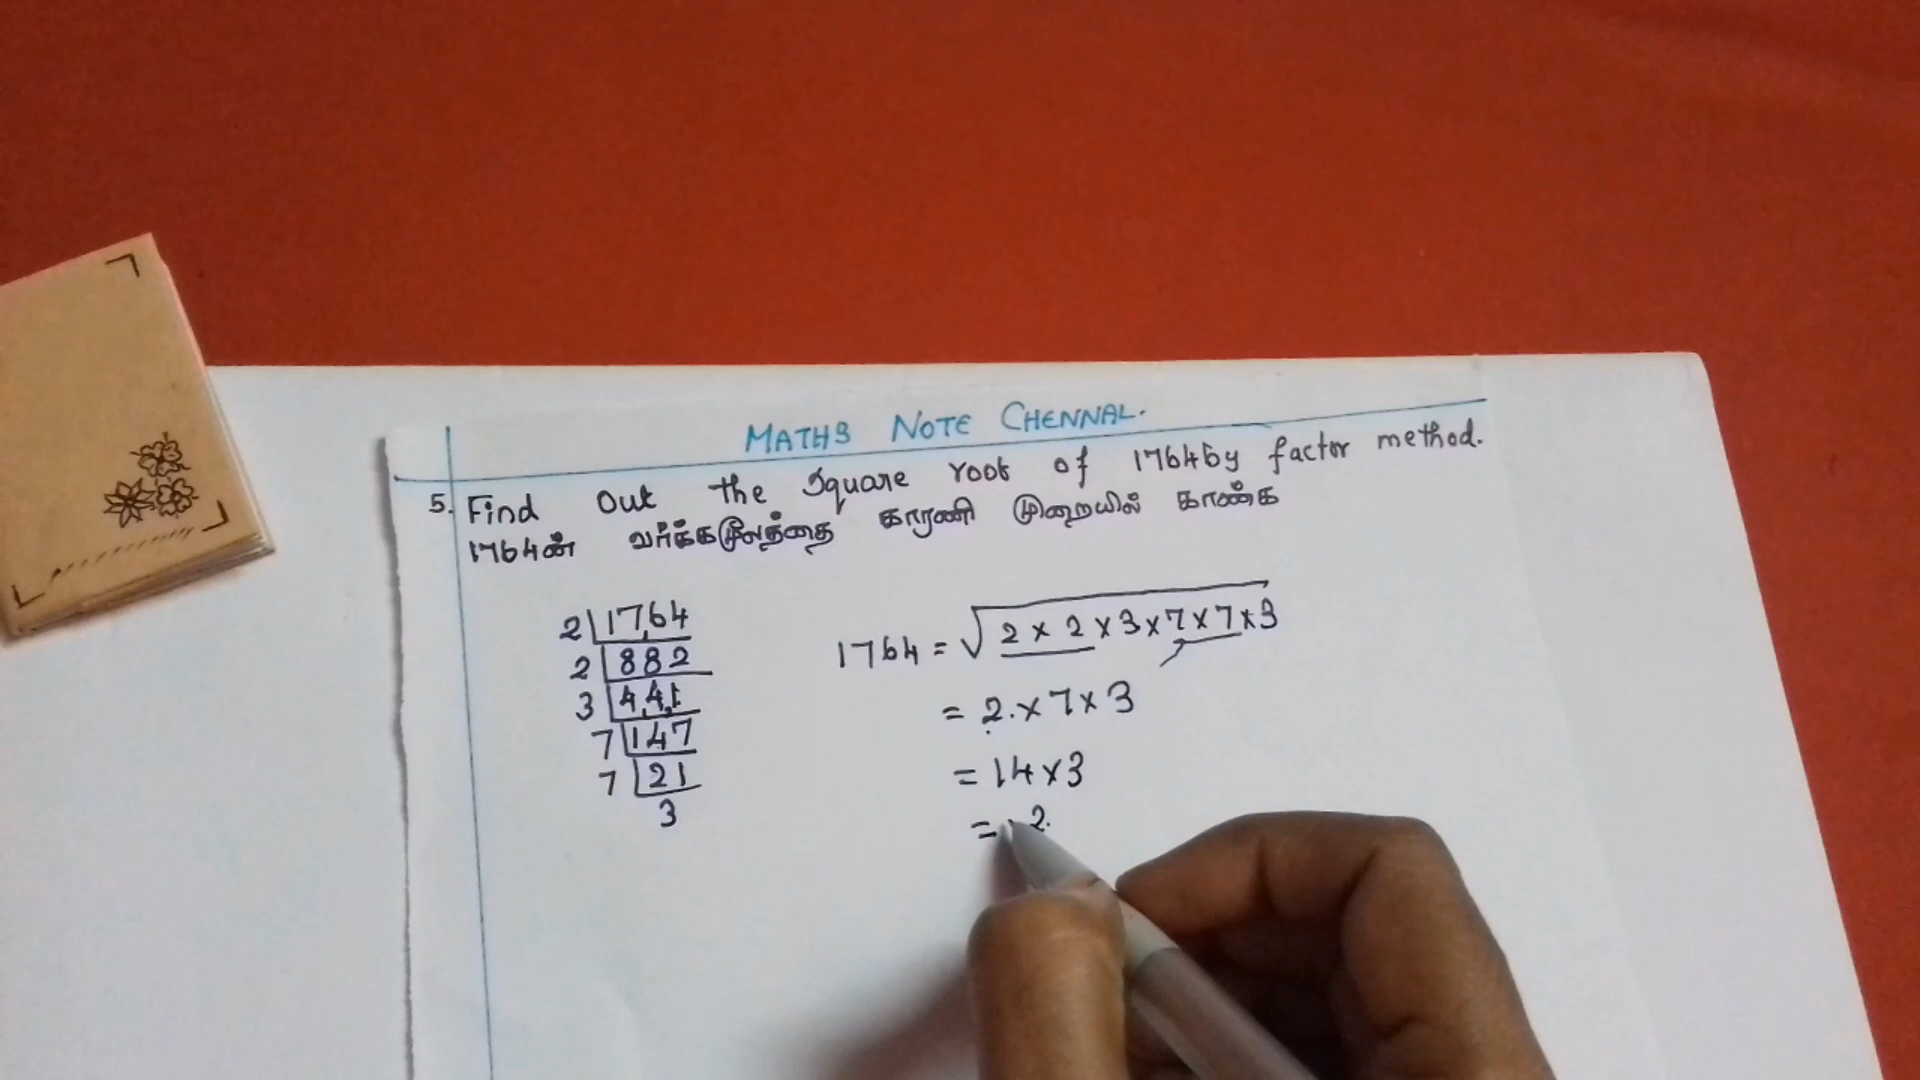 MATHS NOTE CHENNAL.
5. Find Out the Square root of 1764 by factor method.
1764ன் வர்க்கமூலத்தை காரணி முறையில் காண்க
2 | 1764
2 | 882
3 | 441
7 | 147
7 | 21
3
1764 = √2 × 2 × 3 × 7 × 7 × 3
= 2 × 7 × 3
= 14 × 3
= 2